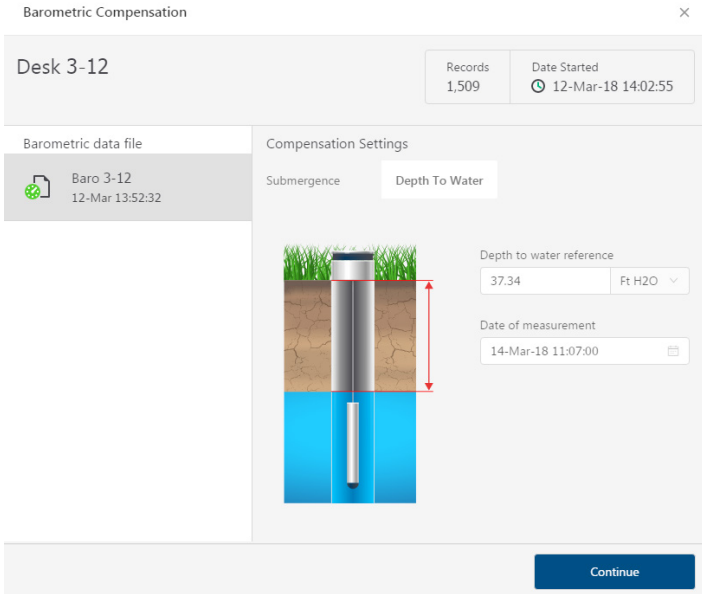 Barometric Compensation
Desk 3-12
Records
1,509
Date Started
12-Mar-18 14:02:55
Barometric data file
Baro 3-12
12-Mar 13:52:32
Compensation Settings
Submergence
Depth To Water
Depth to water reference
37.34
Ft H2O
Date of measurement
14-Mar-18 11:07:00
Continue